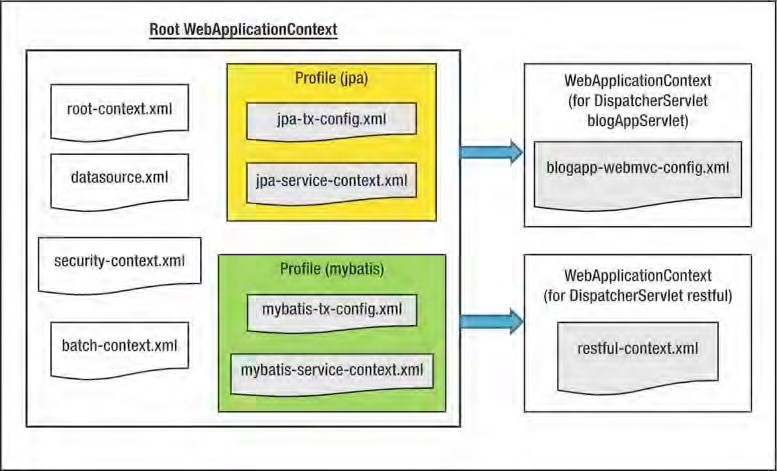 Root WebApplicationContext
root-context.xml
datasource.xml
security-context.xml
batch-context.xml
Profile (jpa)
jpa-tx-config.xml
jpa-service-context.xml
Profile (mybatis)
mybatis-tx-config.xml
mybatis-service-context.xml
WebApplicationContext
(for DispatcherServlet
blogAppServlet)
blogapp-webmvc-config.xml
WebApplicationContext
(for DispatcherServlet restful)
restful-context.xml